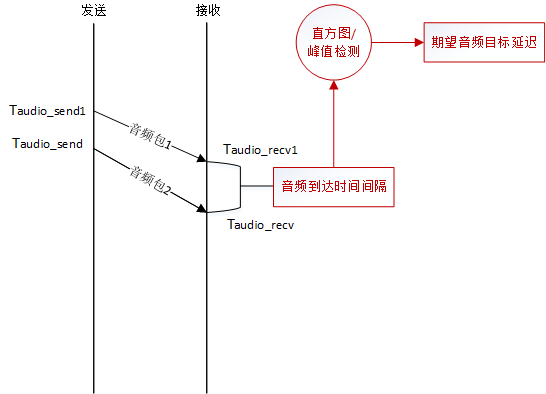 发送
接收
直方图/
峰值检测
期望音频目标延迟
Taudio_send1
音频包1
Taudio_send
Taudio_recv1
音频包2
音频到达时间间隔
Taudio_recv